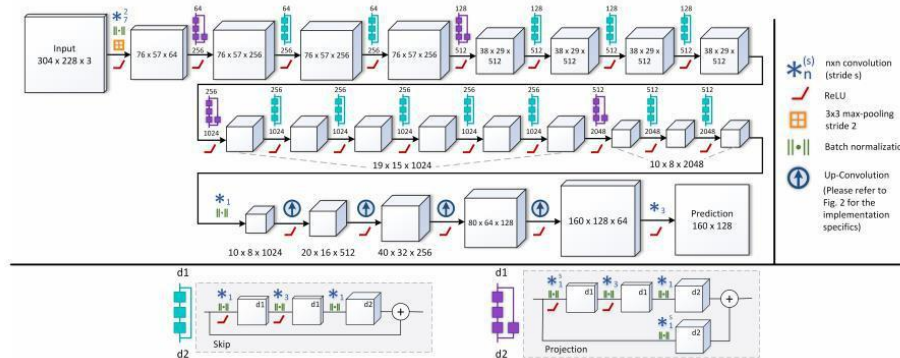 2
7
Input
304 x 228 x 3
76 x 57 x 64
64
256
76 x 57 x 256
64
256
76 x 57 x 256
64
256
76 x 57 x 256
128
512
38 x 29 x
512
128
512
38 x 29 x
512
128
512
38 x 29 x
512
128
512
38 x 29 x
512
256
1024
256
1024
256
1024
256
1024
256
1024
256
1024
512
2048
512
2048
512
2048
19 x 15 x 1024
10 x 8 x 2048
1
10 x 8 x 1024
20 x 16 x 512
40 x 32 x 256
80 x 64 x 128
160 x 128 x 64
3
Prediction
160 x 128
(s)
n
nxn convolution
(stride s)
ReLU
3x3 max-pooling
stride 2
Batch normalizatio
Up-Convolution
(Please refer to
Fig. 2 for the
implementation
specifics)
d1
d2
1
d1
3
d1
1
d2
+
Skip
d1
d2
s
1
d1
3
d1
1
d2
+
s
1
d2
Projection